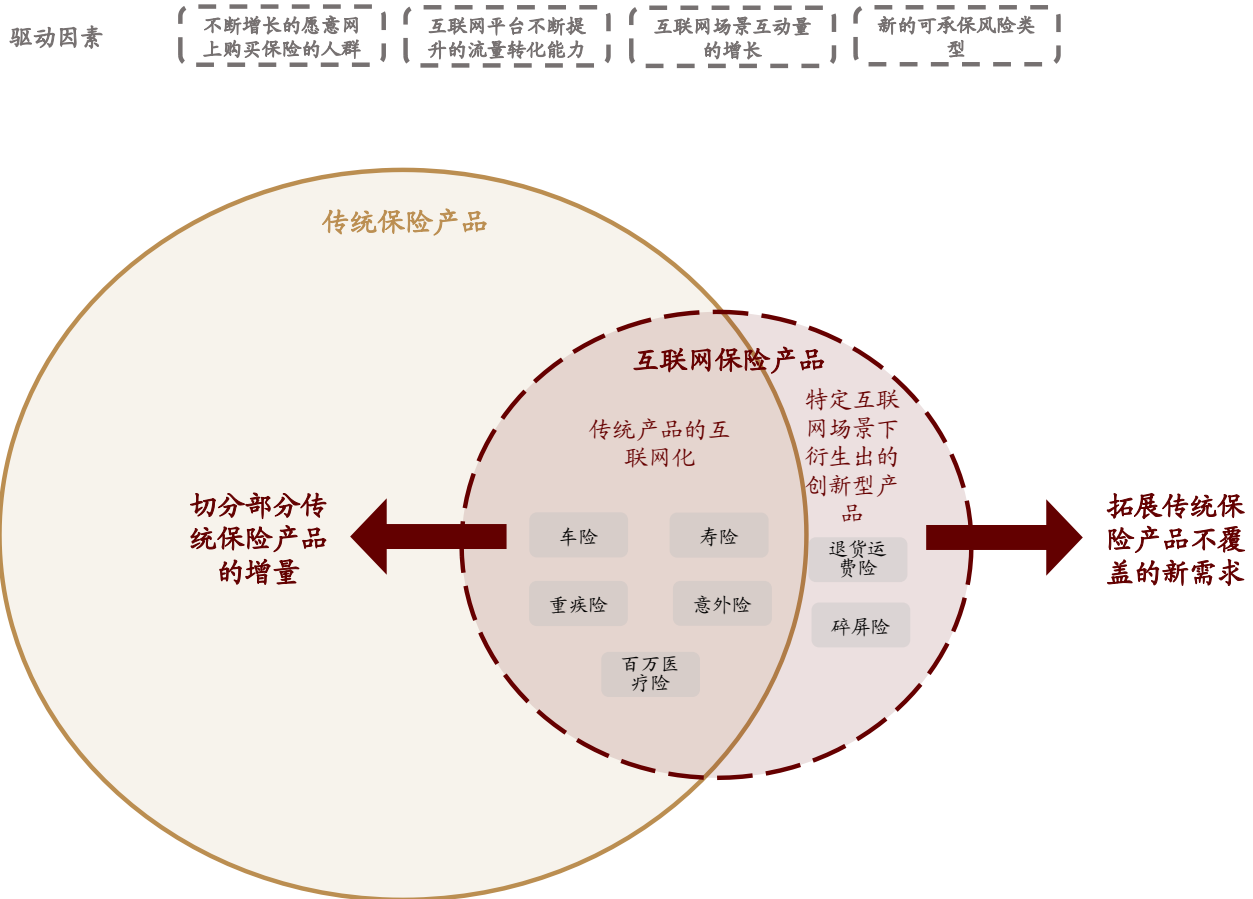 驱动因素
不断增长的愿意网
上购买保险的人群
互联网平台不断提
升的流量转化能力
互联网场景互动量
的增长
新的可承保风险类
型
传统保险产品
互联网保险产品
传统产品的互
联网化
特定互联
网场景下
衍生出的
创新型产
品
切分部分传
统保险产品
的增量
车险
寿险
重疾险
意外险
百万医
疗险
退货运
费险
碎屏险
拓展传统保
险产品不覆
盖的新需求